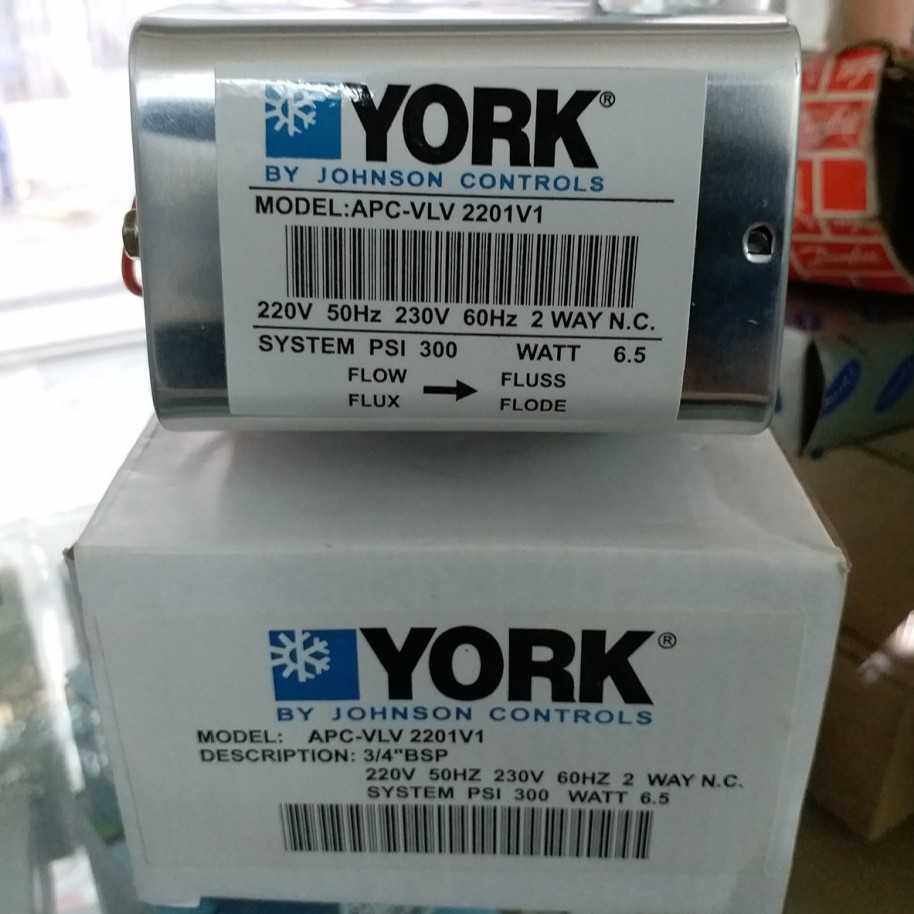 YORK®
BY JOHNSON CONTROLS
MODEL:APC-VLV 2201V1
220V 50Hz 230V 60Hz 2 WAY N.C.
SYSTEM PSI 300 WATT 6.5
FLOW → FLUSS
FLUX FLODE
Danfoss
YORK®
BY JOHNSON CONTROLS
MODEL: APC-VLV 2201V1
DESCRIPTION: 3/4"BSP
220V 50HZ 230V 60HZ 2 WAY N.C.
SYSTEM PSI 300 WATT 6.5